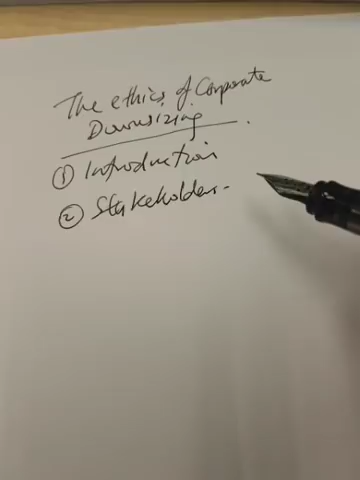 The ethics of Corporate
Downsizing.
① Introduction
② Stakeholders-